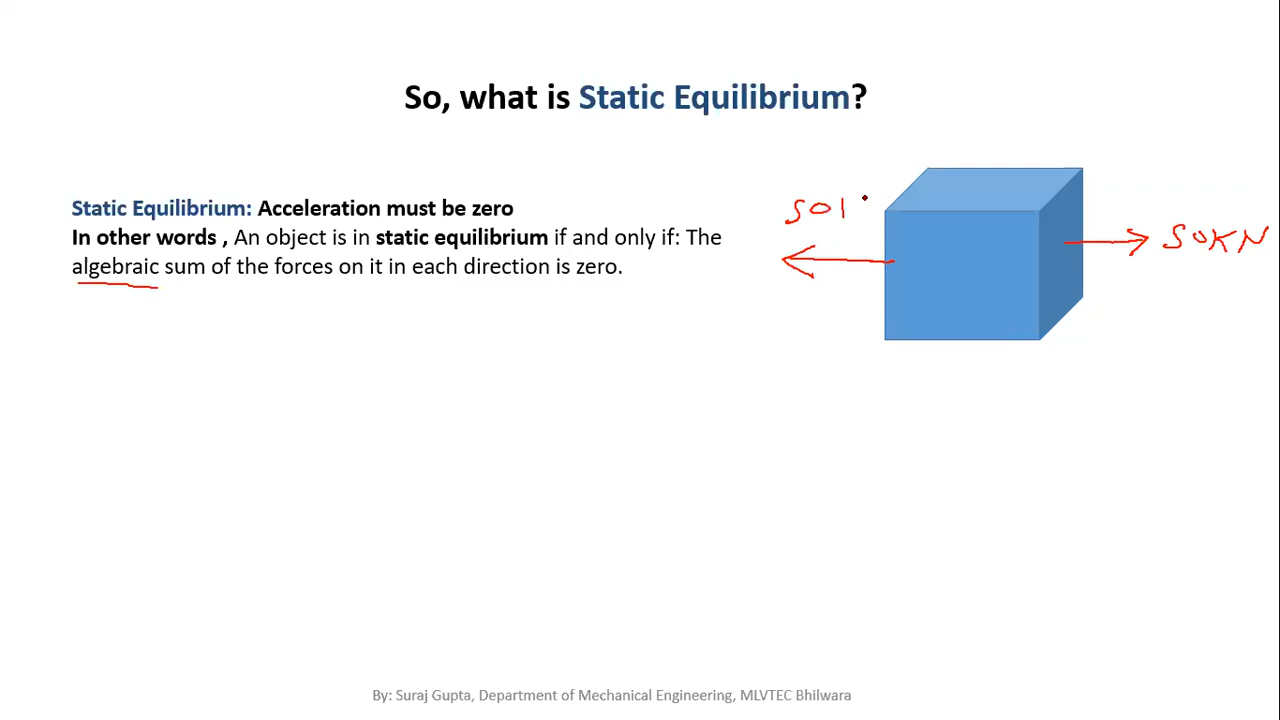 So, what is Static Equilibrium?
Static Equilibrium: Acceleration must be zero
In other words , An object is in static equilibrium if and only if: The
algebraic sum of the forces on it in each direction is zero.
50
50KN
By: Suraj Gupta, Department of Mechanical Engineering, MLVTEC Bhilwara